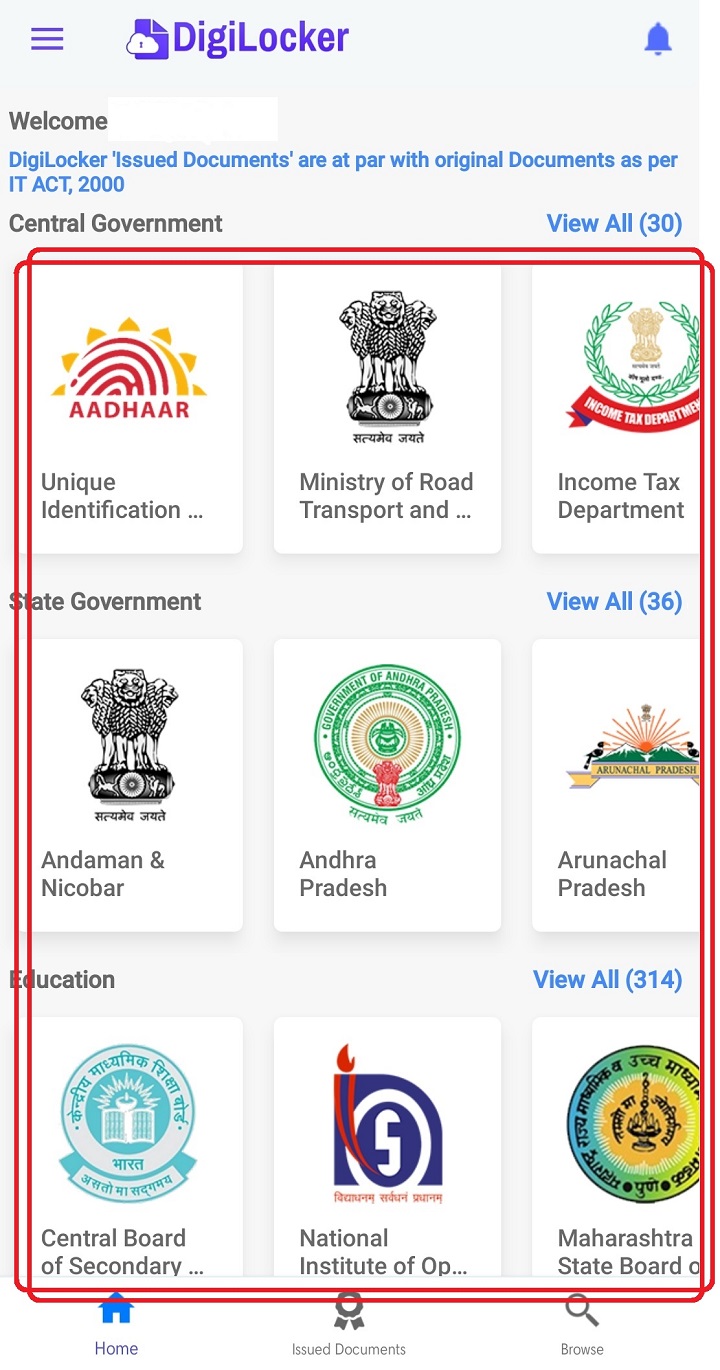 DigiLocker
Welcome
DigiLocker 'Issued Documents' are at par with original Documents as per
IT ACT, 2000
Central Government
View All (30)
AADHAAR
सत्यमेव जयते
INCOME TAX DEPARTMEN
Unique
Identification ...
Ministry of Road
Transport and ...
Income Tax
Department
State Government
View All (36)
सत्यमेव जयते
GOVERNMENT OF ANDHRA PRADESH
सत्यमेव जयते
ARUNACHAL PRADESH
Andaman &
Nicobar
Andhra
Pradesh
Arunachal
Pradesh
Education
View All (314)
केन्द्रीय माध्यमिक शिक्षा बोर्ड
भारत
असतो मा सद्गमय
विद्याधनम् सर्वधनं प्रधानम्
पुणे
Central Board
of Secondary ...
National
Institute of Op...
Maharashtra
State Board o
Home
Issued Documents
Browse